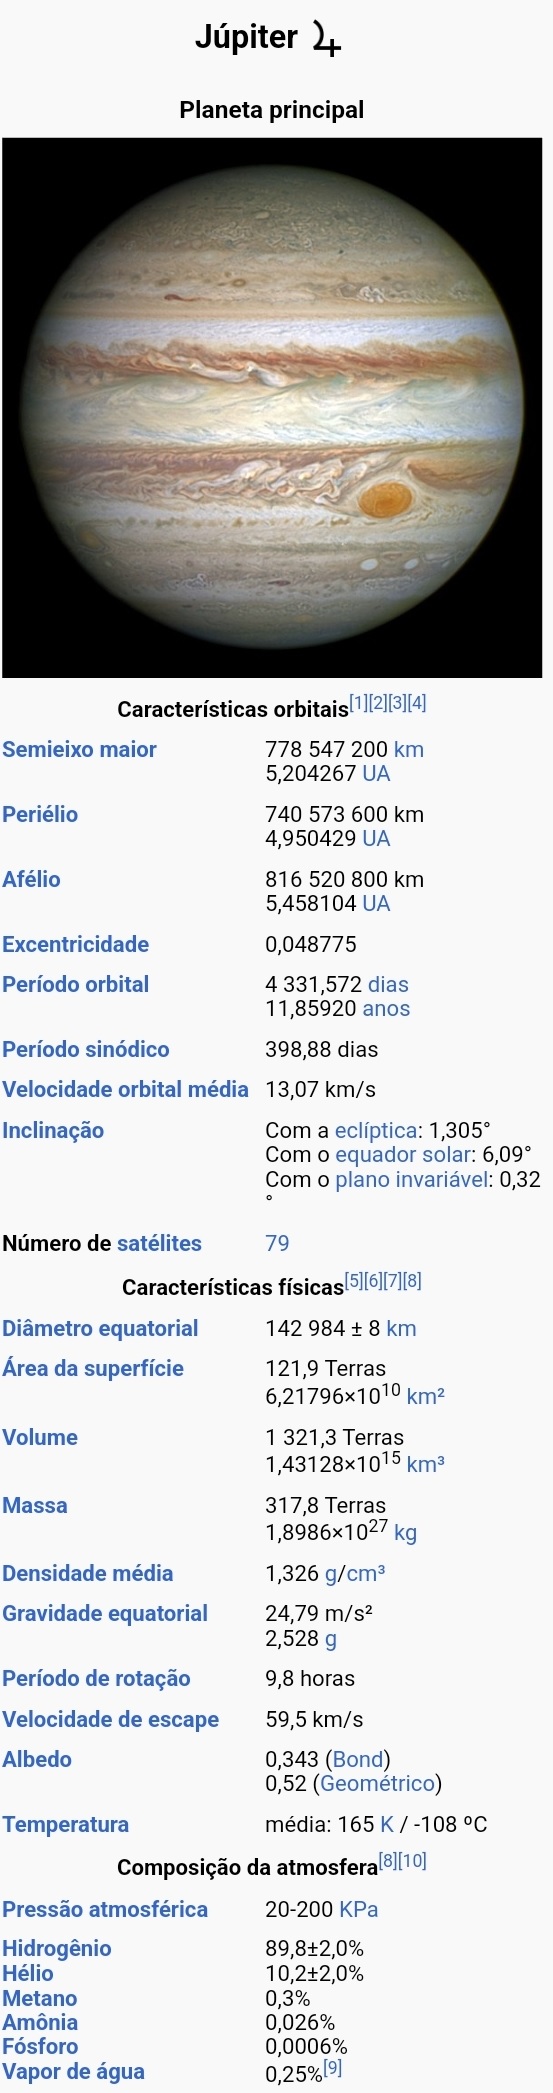 Júpiter ♃
Planeta principal
Características orbitais[1][2][3][4]
Semieixo maior 778 547 200 km
5,204267 UA
Periélio 740 573 600 km
4,950429 UA
Afélio 816 520 800 km
5,458104 UA
Excentricidade 0,048775
Período orbital 4 331,572 dias
11,85920 anos
Período sinódico 398,88 dias
Velocidade orbital média 13,07 km/s
Inclinação Com a eclíptica: 1,305°
Com o equador solar: 6,09°
Com o plano invariável: 0,32
°
Número de satélites 79
Características físicas[5][6][7][8]
Diâmetro equatorial 142 984 ± 8 km
Área da superfície 121,9 Terras
6,21796×10¹⁰ km²
Volume 1 321,3 Terras
1,43128×10¹⁵ km³
Massa 317,8 Terras
1,8986×10²⁷ kg
Densidade média 1,326 g/cm³
Gravidade equatorial 24,79 m/s²
2,528 g
Período de rotação 9,8 horas
Velocidade de escape 59,5 km/s
Albedo 0,343 (Bond)
0,52 (Geométrico)
Temperatura média: 165 K / -108 ºC
Composição da atmosfera[8][10]
Pressão atmosférica 20-200 KPa
Hidrogênio 89,8±2,0%
Hélio 10,2±2,0%
Metano 0,3%
Amônia 0,026%
Fósforo 0,0006%
Vapor de água 0,25%[9]